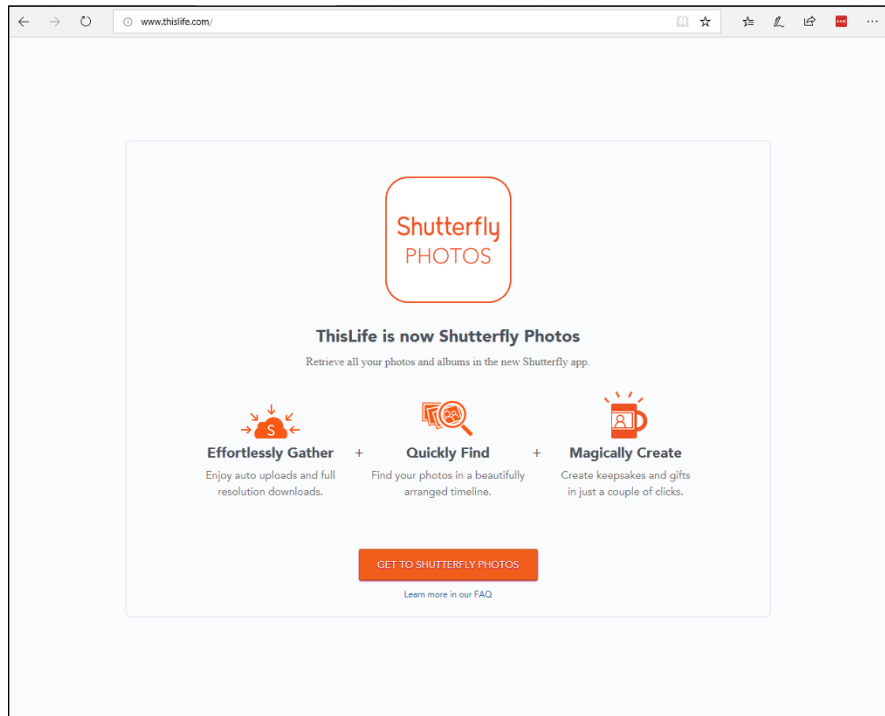 www.thislife.com/
Shutterfly
PHOTOS
ThisLife is now Shutterfly Photos
Retrieve all your photos and albums in the new Shutterfly app.
S
Effortlessly Gather + Quickly Find + Magically Create
Enjoy auto uploads and full Find your photos in a beautifully Create keepsakes and gifts
resolution downloads. arranged timeline. in just a couple of clicks.
GET TO SHUTTERFLY PHOTOS
Learn more in our FAQ